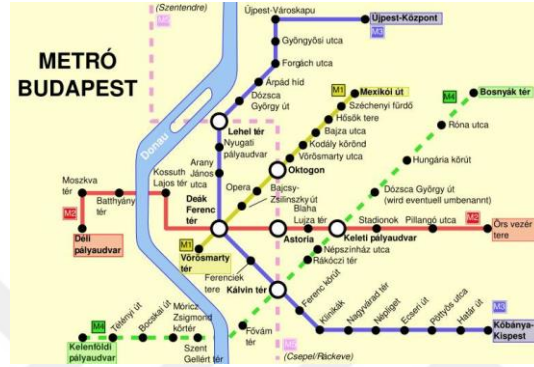 (Szentendre)
M5
Újpest-Városkapu
Újpest-Központ
M3
Gyöngyösi utca
Forgách utca
METRÓ
BUDAPEST
Árpád híd
Dózsca
György út
M1
Mexikói út
Széchenyi fürdő
Hősök tere
Bajza utca
Kodály körönd
Vörösmarty utca
M4
Bosnyák tér
Róna utca
Hungária körút
Lehel tér
Nyugati
pályaudvar
Donau
Oktogon
Arany
János
utca
Opera
Bajcsy-
Zsilinszky út
Dózsca György út
(wird eventuell umbenannt)
Moszkva
tér
Batthyány
tér
Kossuth
Lajos tér
Deák
Ferenc
tér
Blaha
Lujza tér
Stadionok
Pillangó utca
M2
M2
Déli
pályaudvar
Astoria
Keleti pályaudvar
Örs vezér
tere
M1
Vörösmarty
tér
Népszínház utca
Rákóczi tér
Ferenciek
tere
Kálvin tér
Ferenc körút
Klinikák
Nagyvárad tér
Népliget
Ecseri út
Pöttyös utca
Határ út
M3
Kőbánya-
Kispest
M4
Tétényi út
Bocskai út
Móricz
Zsigmond
körtér
Kelenföldi
pályaudvar
Szent
Gellért tér
Fővám
tér
M5
(Csepel/Ráckeve)